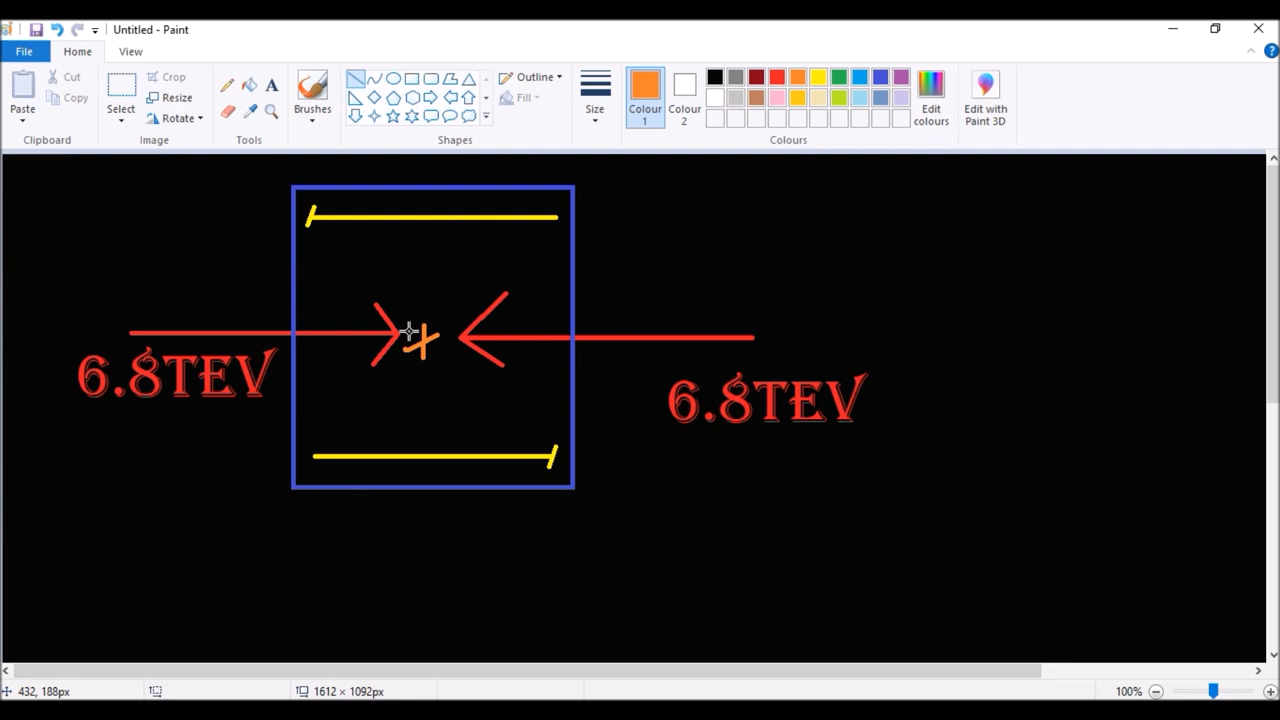 Untitled - Paint
File Home View
Paste
Cut
Copy
Clipboard
Select
Crop
Resize
Rotate
Image
Tools
Brushes
Outline
Fill
Shapes
Size
Colour
1
Colour
2
Edit
colours
Colours
Edit with
Paint 3D
6.8TEV
6.8TEV
432, 188px
1612 × 1092px
100%